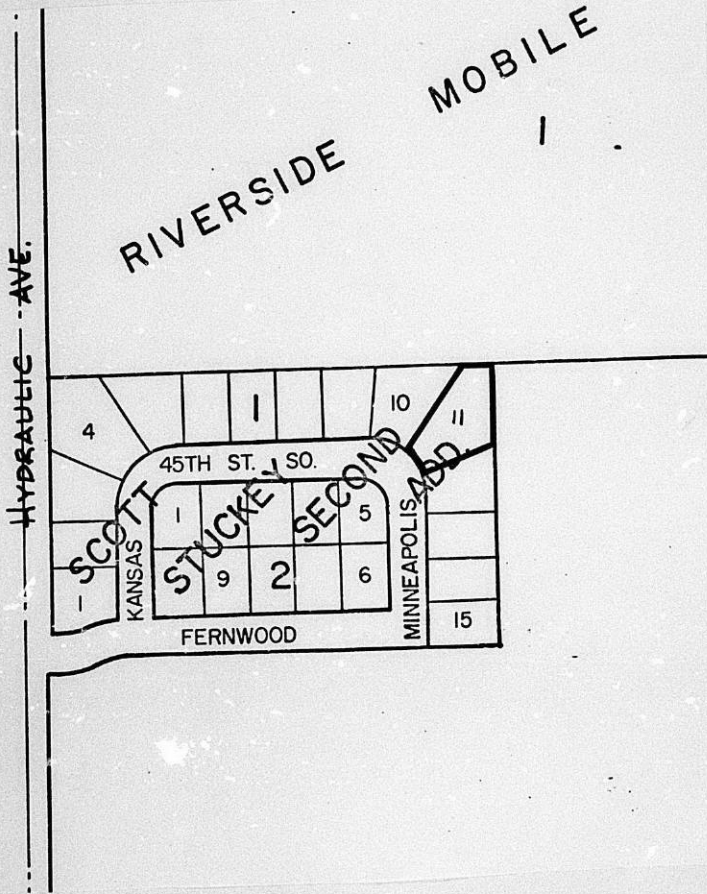 RIVERSIDE MOBILE
1
HYDRAULIC AVE.
4
1
10
11
45TH ST. SO.
SCOTT STUCKEY SECOND ADD.
1
5
9
2
6
1
KANSAS
MINNEAPOLIS
FERNWOOD
15